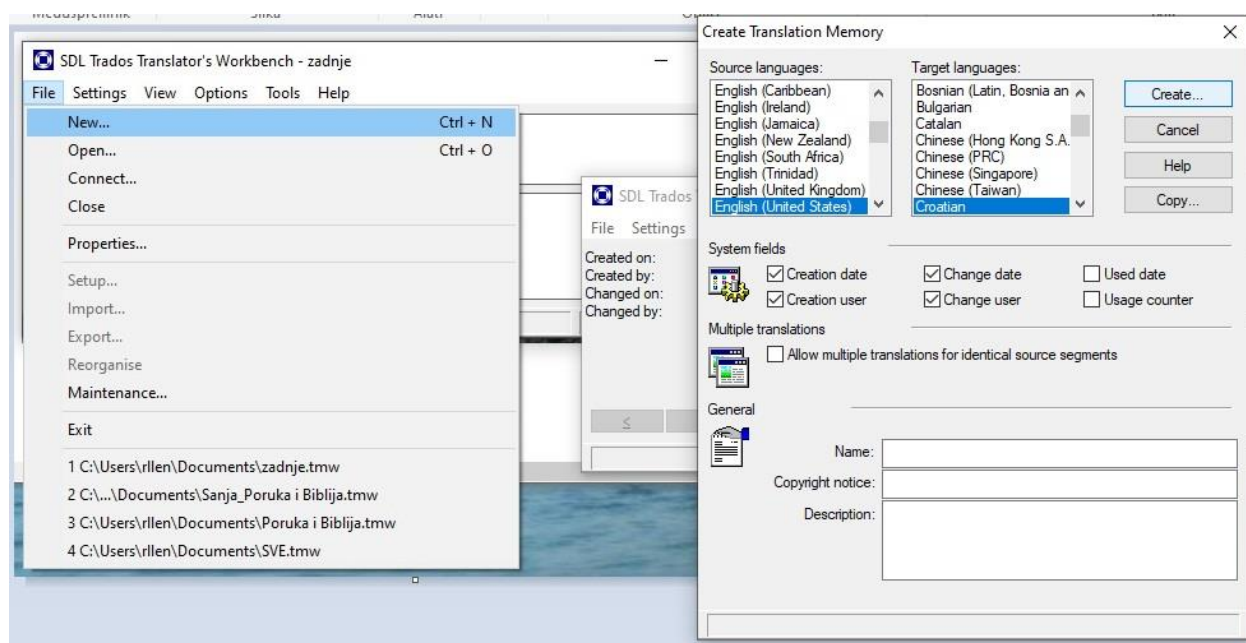 SDL Trados Translator's Workbench - zadnje
File Settings View Options Tools Help
New... Ctrl + N
Open... Ctrl + O
Connect...
Close
Properties...
Setup...
Import...
Export...
Reorganise
Maintenance...
Exit
1 C:\Users\rllen\Documents\zadnje.tmw
2 C:\...\Documents\Sanja_Poruka i Biblija.tmw
3 C:\Users\rllen\Documents\Poruka i Biblija.tmw
4 C:\Users\rllen\Documents\SVE.tmw
SDL Trados
File Settings
Created on:
Created by:
Changed on:
Changed by:
≤
Create Translation Memory
Source languages:
English (Caribbean)
English (Ireland)
English (Jamaica)
English (New Zealand)
English (South Africa)
English (Trinidad)
English (United Kingdom)
English (United States)
Target languages:
Bosnian (Latin, Bosnia an
Bulgarian
Catalan
Chinese (Hong Kong S.A.
Chinese (PRC)
Chinese (Singapore)
Chinese (Taiwan)
Croatian
Create...
Cancel
Help
Copy...
System fields
Creation date Change date Used date
Creation user Change user Usage counter
Multiple translations
Allow multiple translations for identical source segments
General
Name:
Copyright notice:
Description: